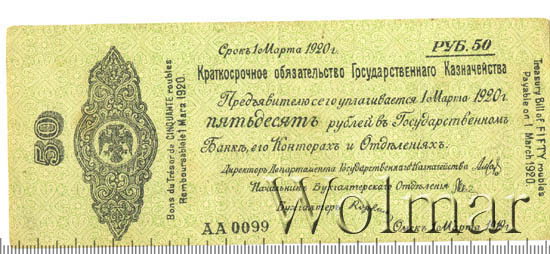 Срокъ 1 Марта 1920 г.
РУБ. 50
Краткосрочное обязательство Государственнаго Казначейства
Предъявителю сего уплачивается 1 Марта 1920 г.
пятьдесятъ рублей въ Государственномъ
Банкѣ, его Конторахъ и Отдѣленіяхъ.
Директоръ Департамента Государственнаго Казначейства
Начальникъ Бухгалтерскаго Отдѣленія
Бухгалтеръ
АА 0099
Омскъ 1 Марта 1919 г.
50
Bons du Trésor de CINQUANTE roubles
Remboursable 1 Mars 1920.
Treasury Bill of FIFTY roubles
Payable on 1 March 1920.
Wolmar